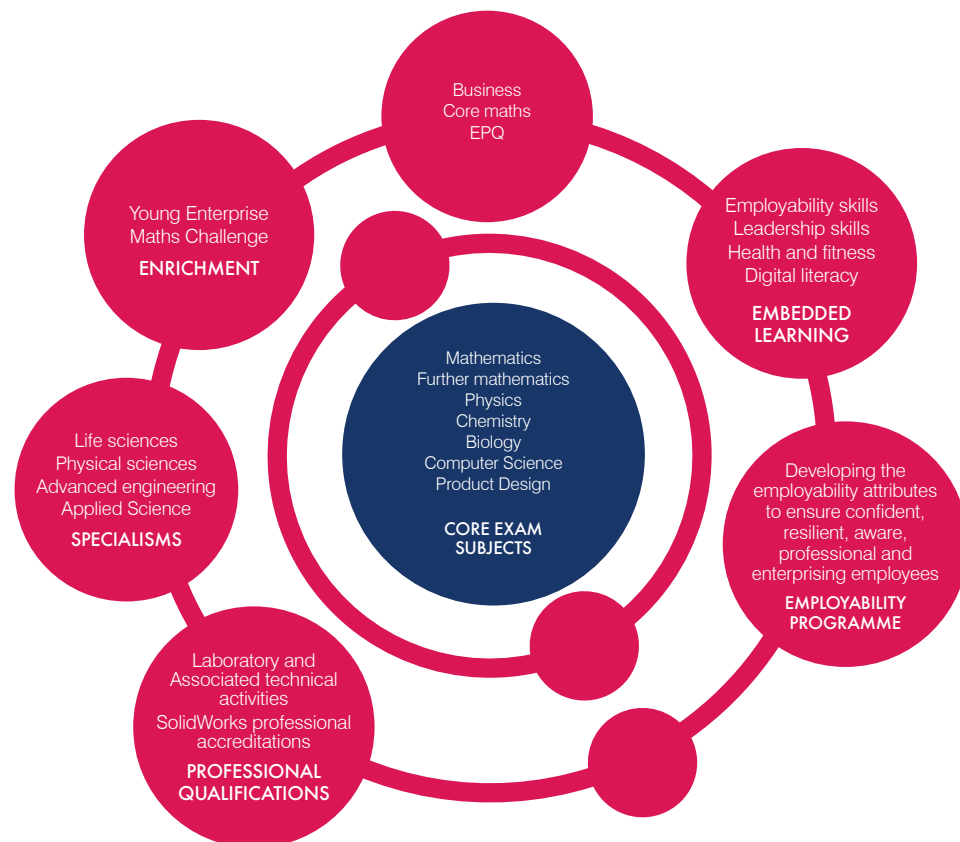 Business
Core maths
EPQ
Young Enterprise
Maths Challenge
ENRICHMENT
Employability skills
Leadership skills
Health and fitness
Digital literacy
EMBEDDED
LEARNING
Mathematics
Further mathematics
Physics
Chemistry
Biology
Computer Science
Product Design
CORE EXAM
SUBJECTS
Life sciences
Physical sciences
Advanced engineering
Applied Science
SPECIALISMS
Developing the
employability attributes
to ensure confident,
resilient, aware,
professional and
enterprising employees
EMPLOYABILITY
PROGRAMME
Laboratory and
Associated technical
activities
SolidWorks professional
accreditations
PROFESSIONAL
QUALIFICATIONS